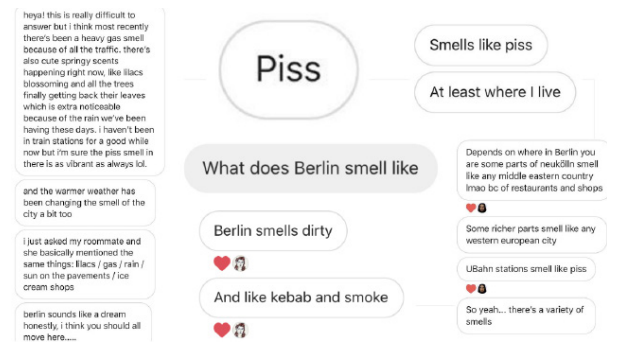 heya! this is really difficult to
answer but i think most recently
there's been a heavy gas smell
because of all the traffic. there's
also cute springy scents
happening right now, like lilacs
blossoming and all the trees
finally getting back their leaves
which is extra noticeable
because of the rain we've been
having these days. i haven't been
in train stations for a good while
now but i'm sure the piss smell in
there is as vibrant as always lol.
and the warmer weather has
been changing the smell of the
city a bit too
i just asked my roommate and
she basically mentioned the
same things: lilacs / gas / rain /
sun on the pavements / ice
cream shops
berlin sounds like a dream
honestly, i think you should all
move here.....
Piss
What does Berlin smell like
Berlin smells dirty
And like kebab and smoke
Smells like piss
At least where I live
Depends on where in Berlin you
are some parts of neukölln smell
like any middle eastern country
lmao bc of restaurants and shops
Some richer parts smell like any
western european city
UBahn stations smell like piss
So yeah... there's a variety of
smells